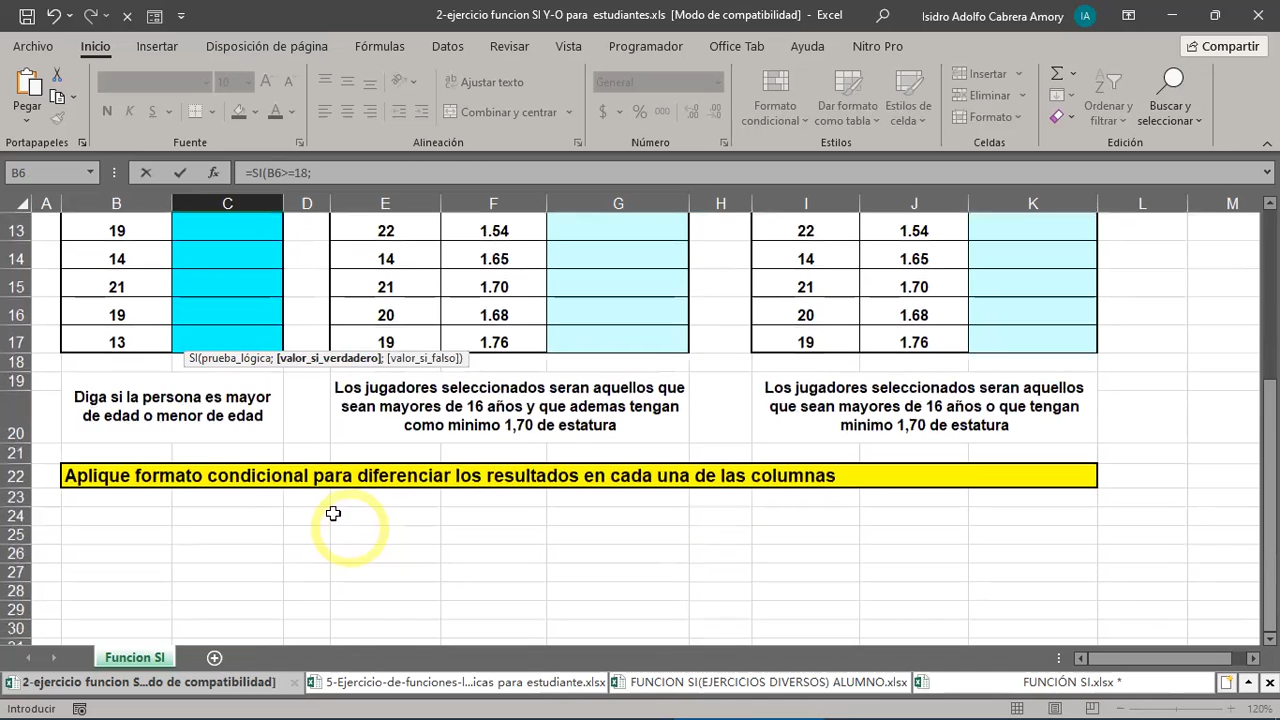 2-ejercicio funcion SI Y-O para estudiantes.xls [Modo de compatibilidad] - Excel
Isidro Adolfo Cabrera Amory
IA
Archivo Inicio Insertar Disposición de página Fórmulas Datos Revisar Vista Programador Office Tab Ayuda Nitro Pro Compartir
Pegar
Portapapeles
10
N K S
Fuente
Ajustar texto
Combinar y centrar
Alineación
General
$ % 000
Número
Formato condicional
Dar formato como tabla
Estilos de celda
Estilos
Insertar
Eliminar
Formato
Celdas
Ordenar y filtrar
Buscar y seleccionar
Edición
B6 fx =SI(B6>=18;
A B C D E F G H I J K L M
13 19 22 1.54 22 1.54
14 14 14 1.65 14 1.65
15 21 21 1.70 21 1.70
16 19 20 1.68 20 1.68
17 13 19 1.76 19 1.76
SI(prueba_lógica; [valor_si_verdadero]; [valor_si_falso])
18
19
20
Diga si la persona es mayor
de edad o menor de edad
Los jugadores seleccionados seran aquellos que
sean mayores de 16 años y que ademas tengan
como minimo 1,70 de estatura
Los jugadores seleccionados seran aquellos
que sean mayores de 16 años o que tengan
minimo 1,70 de estatura
21
22 Aplique formato condicional para diferenciar los resultados en cada una de las columnas
23
24
25
26
27
28
29
30
Funcion SI
2-ejercicio funcion S...do de compatibilidad] 5-Ejercicio-de-funciones-l...icas para estudiante.xlsx FUNCION SI(EJERCICIOS DIVERSOS) ALUMNO.xlsx FUNCIÓN SI.xlsx *
Introducir
120%